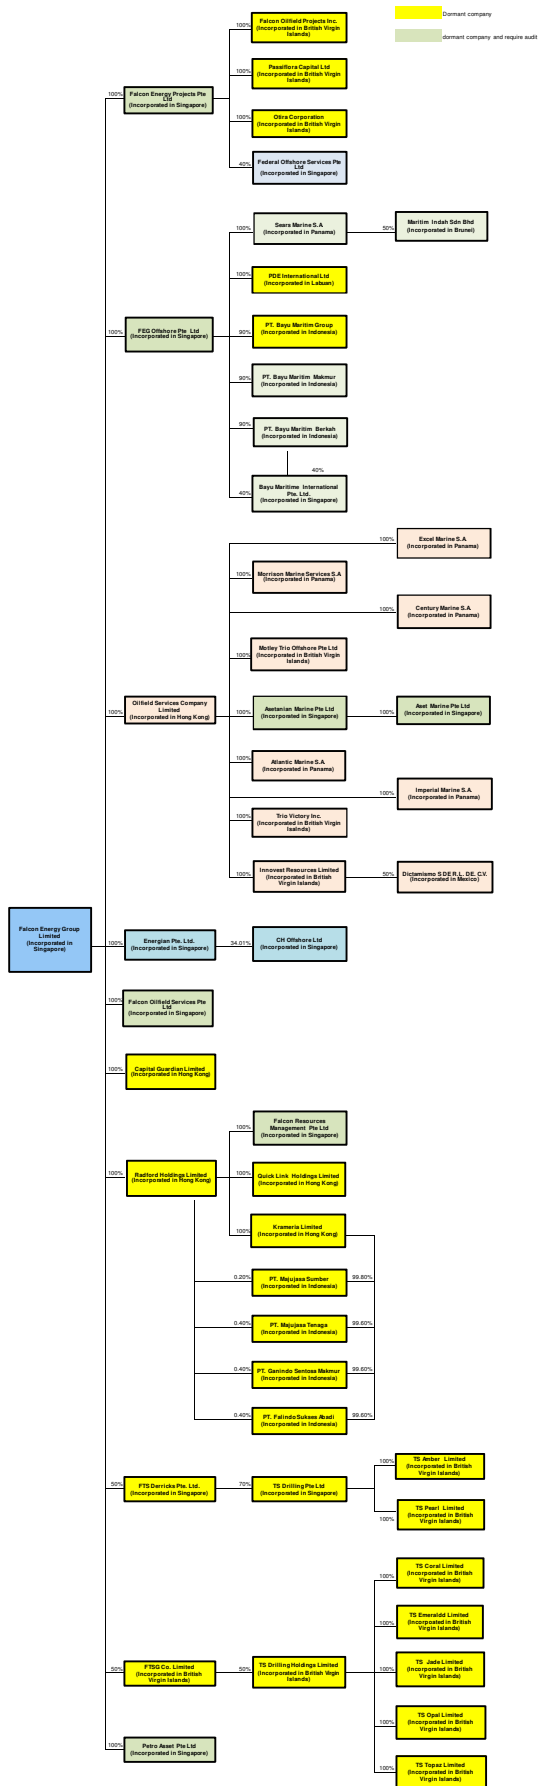 Dormant company
dormant company and require audit
100%
Falcon Oilfield Projects Inc.
(Incorporated in British Virgin
Islands)
100%
Passiflora Capital Ltd
(Incorporated in British Virgin
Islands)
100%
Falcon Energy Projects Pte
Ltd
(Incorporated in Singapore)
100%
Otira Corporation
(Incorporated in British Virgin
Islands)
40%
Federal Offshore Services Pte
Ltd
(Incorporated in Singapore)
100%
Sears Marine S.A
(Incorporated in Panama)
50%
Maritim Indah Sdn Bhd
(Incorporated in Brunei)
100%
PDE International Ltd
(Incorporated in Labuan)
100%
FEG Offshore Pte Ltd
(Incorporated in Singapore)
90%
PT. Bayu Maritim Group
(Incorporated in Indonesia)
90%
PT. Bayu Maritim Makmur
(Incorporated in Indonesia)
90%
PT. Bayu Maritim Berkah
(Incorporated in Indonesia)
40%
40%
Bayu Maritime International
Pte. Ltd.
(Incorporated in Singapore)
100%
Excel Marine S.A.
(Incorporated in Panama)
100%
Morrison Marine Services S.A
(Incorporated in Panama)
100%
Century Marine S.A.
(Incorporated in Panama)
100%
Motley Trio Offshore Pte Ltd
(Incorporated in British Virgin
Islands)
100%
Oilfield Services Company
Limited
(Incorporated in Hong Kong)
100%
Asetanian Marine Pte Ltd
(Incorporated in Singapore)
100%
Aset Marine Pte Ltd
(Incorporated in Singapore)
100%
Atlantic Marine S.A.
(Incorporated in Panama)
100%
Imperial Marine S.A.
(Incorporated in Panama)
100%
Trio Victory Inc.
(Incorporated in British Virgin
Isalnds)
100%
Innovest Resources Limited
(Incorporated in British
Virgin Islands)
50%
Dictamismo S DE R.L. DE. C.V.
(Incorporated in Mexico)
Falcon Energy Group
Limited
(Incorporated in
Singapore)
100%
Energian Pte. Ltd.
(Incorporated in Singapore)
34.01%
CH Offshore Ltd
(Incorporated in Singapore)
100%
Falcon Oilfield Services Pte
Ltd
(Incorporated in Singapore)
100%
Capital Guardian Limited
(Incorporated in Hong Kong)
100%
Falcon Resources
Management Pte Ltd
(Incorporated in Singapore)
100%
Radford Holdings Limited
(Incorporated in Hong Kong)
100%
Quick Link Holdings Limited
(Incorporated in Hong Kong)
100%
Krameria Limited
(Incorporated in Hong Kong)
0.20%
PT. Majujasa Sumber
(Incorporated in Indonesia)
99.80%
0.40%
PT. Majujasa Tenaga
(Incorporated in Indonesia)
99.60%
0.40%
PT. Ganindo Sentosa Makmur
(Incorporated in Indonesia)
99.60%
0.40%
PT. Falindo Sukses Abadi
(Incorporated in Indonesia)
99.60%
100%
TS Amber Limited
(Incorporated in British
Virgin Islands)
50%
FTS Derricks Pte. Ltd.
(Incorporated in Singapore)
70%
TS Drilling Pte Ltd
(Incorporated in Singapore)
100%
TS Pearl Limited
(Incorporated in British
Virgin Islands)
100%
TS Coral Limited
(Incorporated in British
Virgin Islands)
100%
TS Emeraldd Limited
(Incorporated in British
Virgin Islands)
50%
FTSG Co. Limited
(Incorporated in British
Virgin Islands)
50%
TS Drilling Holdings Limited
(Incorporated in British Virgin
Islands)
100%
TS Jade Limited
(Incorporated in British
Virgin Islands)
100%
TS Opal Limited
(Incorporated in British
Virgin Islands)
100%
Petro Asset Pte Ltd
(Incorporated in Singapore)
100%
TS Topaz Limited
(Incorporated in British
Virgin Islands)